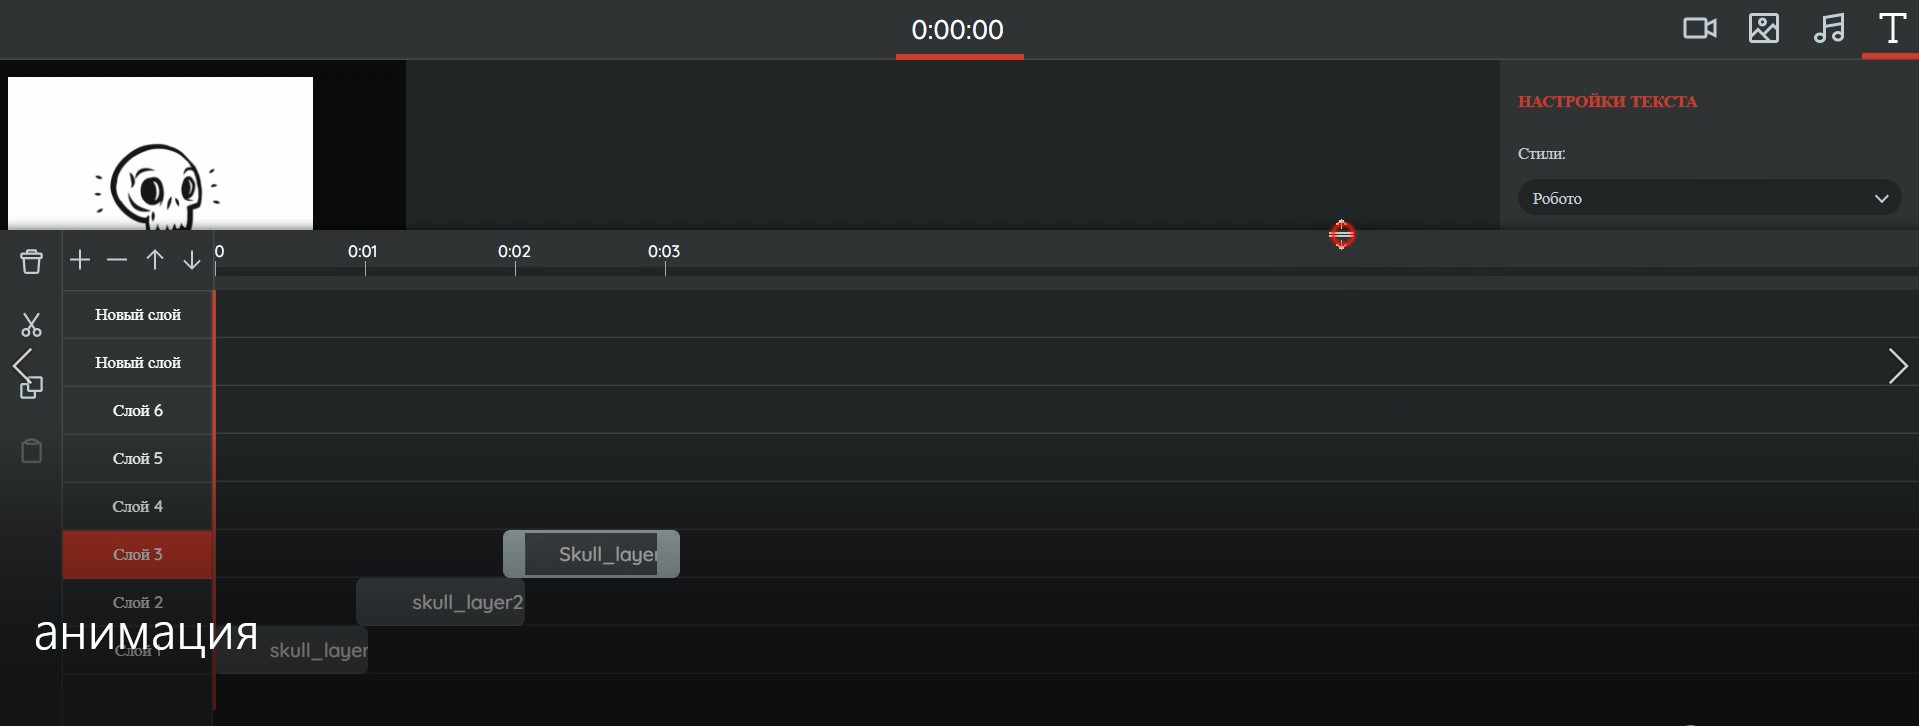 0:00:00
НАСТРОЙКИ ТЕКСТА
Стили:
Робото
0 0:01 0:02 0:03
Новый слой
Новый слой
Слой 6
Слой 5
Слой 4
Слой 3 Skull_layer
Слой 2 skull_layer2
анимация
Слой 1 skull_layer